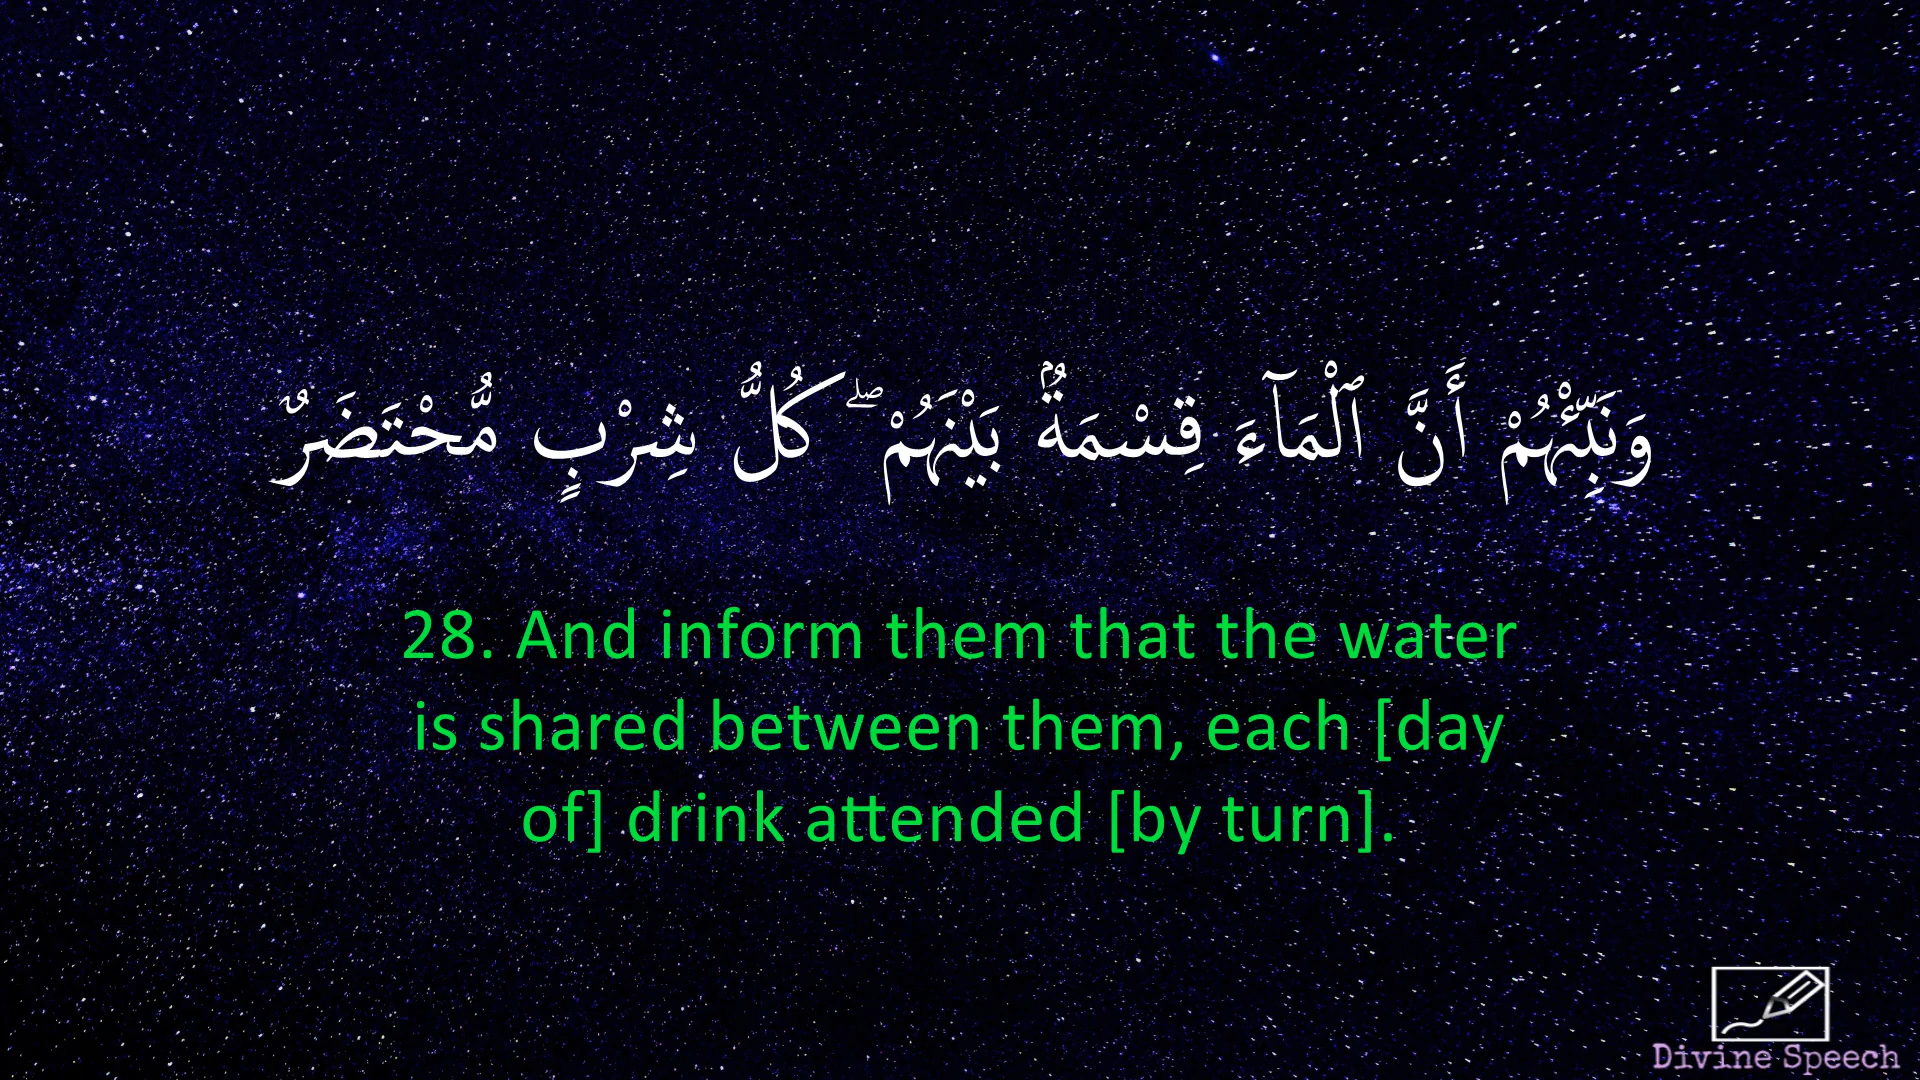 وَنَبِّئْهُمْ أَنَّ ٱلْمَآءَ قِسْمَةٌۢ بَيْنَهُمْ ۖ كُلُّ شِرْبٍ مُّحْتَضَرٌ
28. And inform them that the water
is shared between them, each [day
of] drink attended [by turn].
Divine Speech